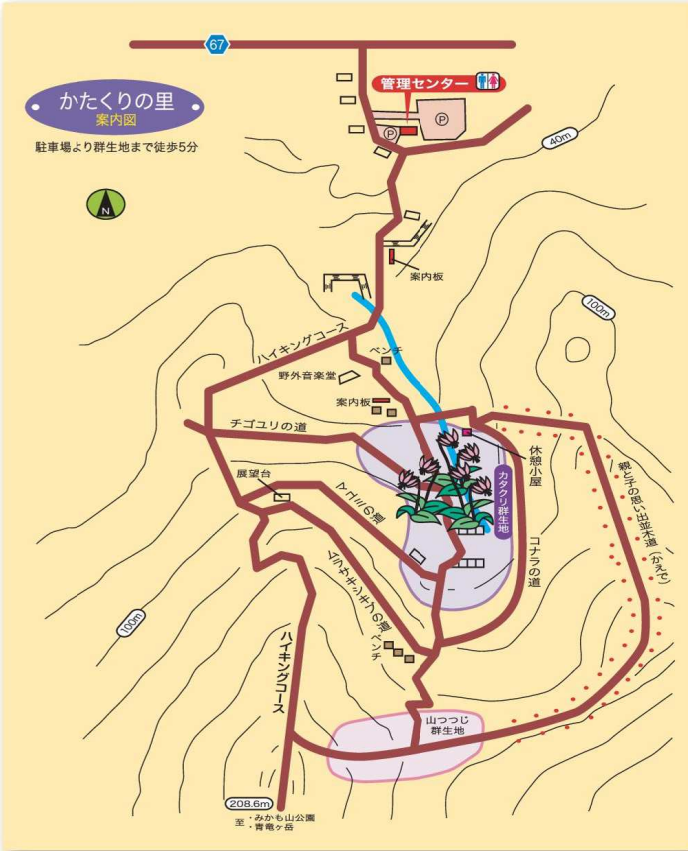 67
管理センター
かたくりの里
案内図
駐車場より群生地まで徒歩5分
P
P
40m
N
案内板
100m
ハイキングコース
ベンチ
野外音楽堂
案内板
チゴユリの道
休憩小屋
展望台
マユミの道
カタクリ群生地
親と子の思い出並木道(かえで)
コナラの道
ムラサキシキブの道
100m
ベンチ
ハイキングコース
山つつじ
群生地
208.6m
至 ・みかも山公園
・青竜ヶ岳